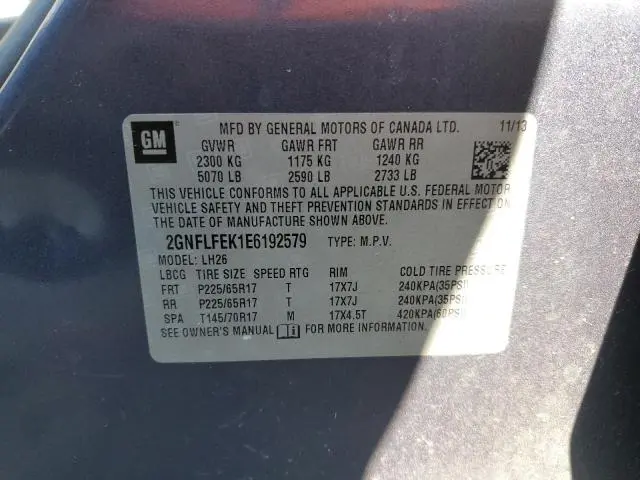 GM
MFD BY GENERAL MOTORS OF CANADA LTD. 11/13
GVWR GAWR FRT GAWR RR
2300 KG 1175 KG 1240 KG
5070 LB 2590 LB 2733 LB
THIS VEHICLE CONFORMS TO ALL APPLICABLE U.S. FEDERAL MOTOR
VEHICLE SAFETY AND THEFT PREVENTION STANDARDS IN EFFECT ON
THE DATE OF MANUFACTURE SHOWN ABOVE.
2GNFLFEK1E6192579 TYPE: M.P.V.
MODEL: LH26
LBCG TIRE SIZE SPEED RTG RIM COLD TIRE PRESSURE
FRT P225/65R17 T 17X7J 240KPA(35PSI)
RR P225/65R17 T 17X7J 240KPA(35PSI)
SPA T145/70R17 M 17X4.5T 420KPA(60PSI)
SEE OWNER'S MANUAL FOR MORE INFORMATION.